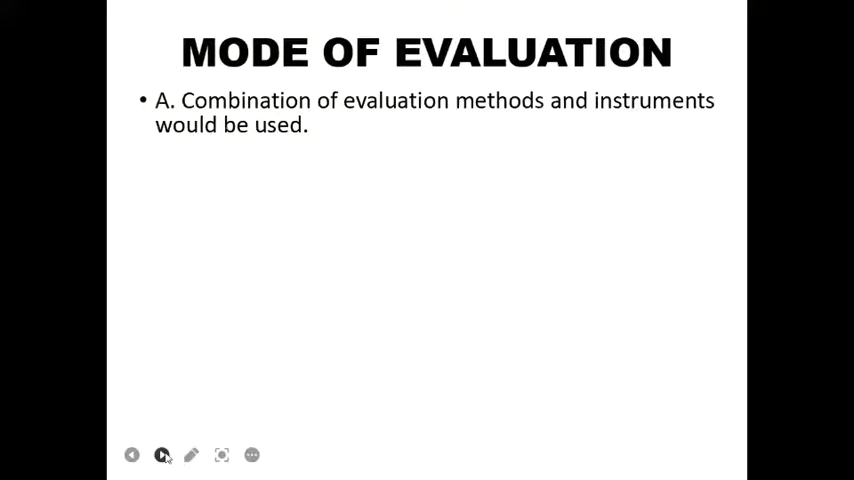 MODE OF EVALUATION
• A. Combination of evaluation methods and instruments
would be used.